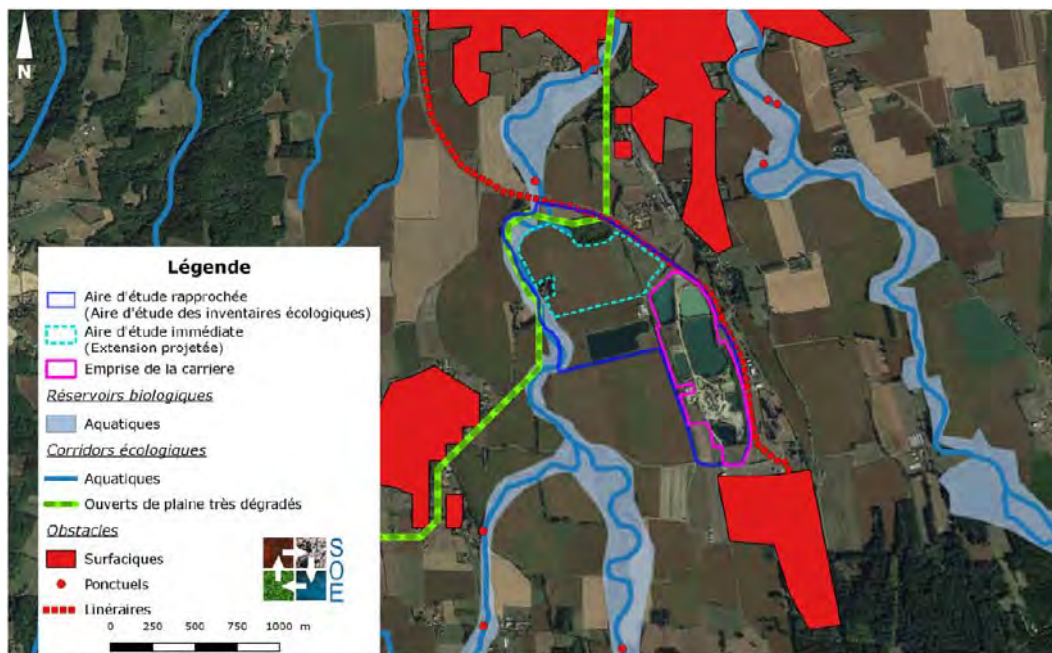 N
Légende
Aire d'étude rapprochée
(Aire d'étude des inventaires écologiques)
Aire d'étude immédiate
(Extension projetée)
Emprise de la carriere
Réservoirs biologiques
Aquatiques
Corridors écologiques
Aquatiques
Ouverts de plaine très dégradés
Obstacles
Surfaciques
Ponctuels
Linéraires
SOE
0 250 500 750 1000 m